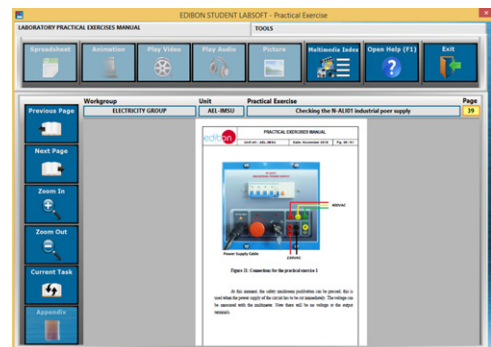 EDIBON STUDENT LABSOFT - Practical Exercise
LABORATORY PRACTICAL EXERCISES MANUAL
TOOLS
Spreadsheet
Animation
Play Video
Play Audio
Picture
Multimedia Index
Open Help (F1)
Exit
Workgroup
Unit
Practical Exercise
Page
ELECTRICITY GROUP
AEL-IMSU
Checking the N-ALI01 industrial poer supply
39
Previous Page
Next Page
Zoom In
Zoom Out
Current Task
Appendix
edibon
PRACTICAL EXERCISES MANUAL
400VAC
Power Supply Cable
230VAC
Figure 21: Connections for the practical exercise 1
At this moment, the safety mushroom pushbutton can be pressed, this is
used when the power supply of the circuit has to be cut immediately. The voltage can
be measured with the multimeter. Now there will be no voltage at the output
terminals.